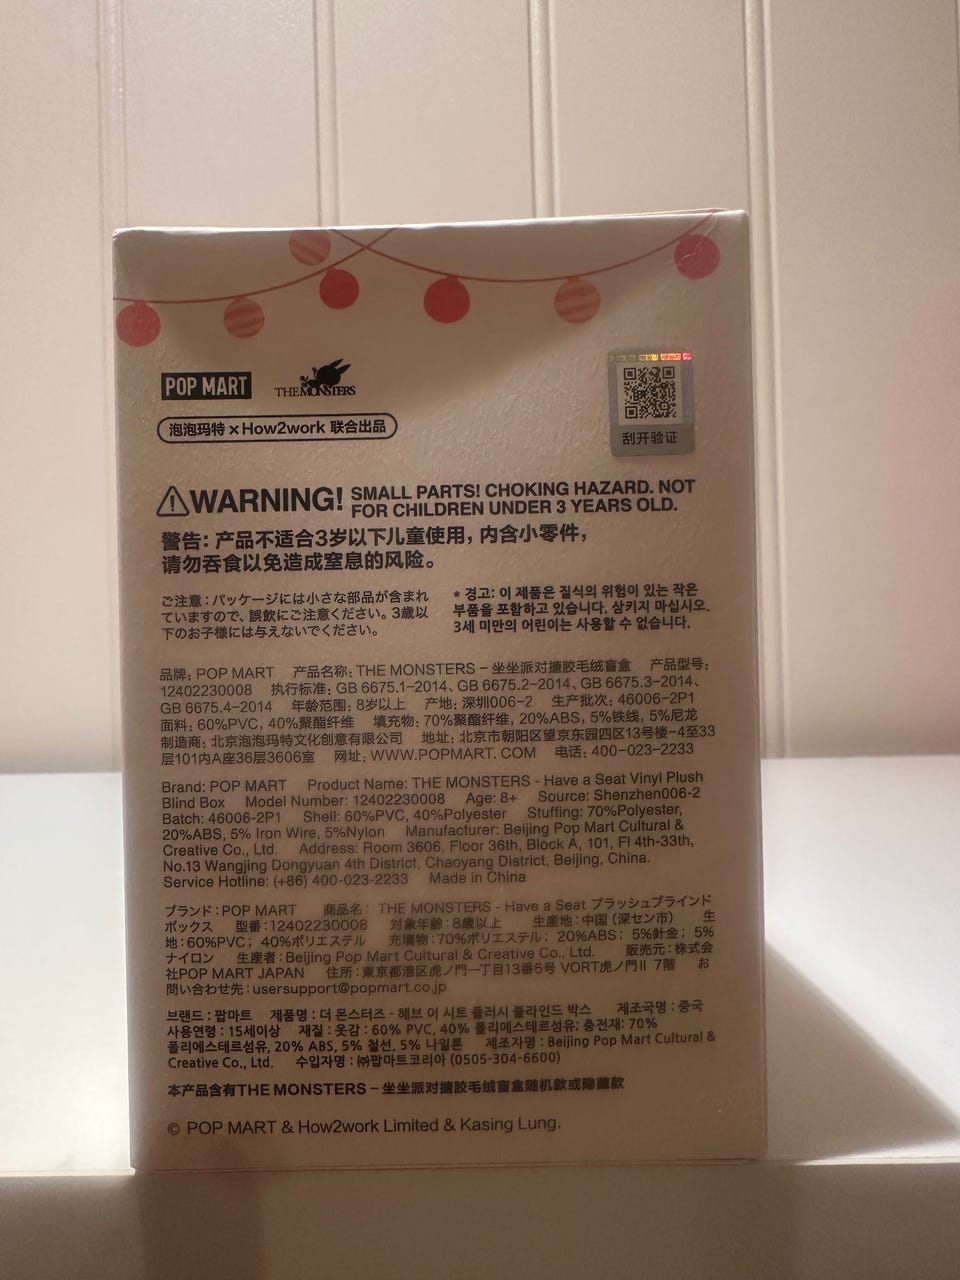 POP MART THE MONSTERS
泡泡玛特 × How2work 联合出品
刮开验证
WARNING! SMALL PARTS! CHOKING HAZARD. NOT
FOR CHILDREN UNDER 3 YEARS OLD.
警告: 产品不适合3岁以下儿童使用, 内含小零件,
请勿吞食以免造成窒息的风险。
ご注意：パッケージには小さな部品が含まれ
ていますので、誤飲にご注意ください。3歳以
下のお子様には与えないでください。
* 경고: 이 제품은 질식의 위험이 있는 작은
부품을 포함하고 있습니다. 삼키지 마십시오.
3세 미만의 어린이는 사용할 수 없습니다.
品牌: POP MART 产品名称: THE MONSTERS – 坐坐派对搪胶毛绒盲盒 产品型号:
12402230008 执行标准: GB 6675.1–2014、GB 6675.2–2014、GB 6675.3–2014、
GB 6675.4–2014 年龄范围: 8岁以上 产地: 深圳006–2 生产批次: 46006–2P1
面料: 60%PVC, 40%聚酯纤维 填充物: 70%聚酯纤维, 20%ABS, 5%铁线, 5%尼龙
制造商: 北京泡泡玛特文化创意有限公司 地址: 北京市朝阳区望京东园四区13号楼–4至33
层101内A座36层3606室 网址: WWW.POPMART.COM 电话: 400–023–2233
Brand: POP MART Product Name: THE MONSTERS - Have a Seat Vinyl Plush
Blind Box Model Number: 12402230008 Age: 8+ Source: Shenzhen006-2
Batch: 46006-2P1 Shell: 60%PVC, 40%Polyester Stuffing: 70%Polyester,
20%ABS, 5% Iron Wire, 5%Nylon Manufacturer: Beijing Pop Mart Cultural &
Creative Co., Ltd. Address: Room 3606, Floor 36th, Block A, 101, Fl 4th-33th,
No.13 Wangjing Dongyuan 4th District, Chaoyang District, Beijing, China.
Service Hotline: (+86) 400-023-2233 Made in China
ブランド：POP MART 商品名： THE MONSTERS - Have a Seat プラッシュブラインド
ボックス 型番：12402230008 対象年齢：8歳以上 生産地：中国（深セン市） 生
地：60%PVC； 40%ポリエステル 充填物：70%ポリエステル； 20%ABS； 5%針金； 5%
ナイロン 生産者：Beijing Pop Mart Cultural & Creative Co., Ltd. 販売元：株式会
社POP MART JAPAN 住所：東京都港区虎ノ門一丁目13番5号 VORT虎ノ門Ⅱ 7階 お
問い合わせ先：usersupport@popmart.co.jp
브랜드 : 팝마트 제품명 : 더 몬스터즈 - 헤브 어 시트 플러시 블라인드 박스 제조국명 : 중국
사용연령 : 15세이상 재질 : 옷감 : 60% PVC, 40% 폴리에스테르섬유; 충전재: 70%
폴리에스테르섬유, 20% ABS, 5% 철선, 5% 나일론 제조자명 : Beijing Pop Mart Cultural &
Creative Co., Ltd. 수입자명 : ㈜팝마트코리아 (0505-304-6600)
本产品含有THE MONSTERS – 坐坐派对搪胶毛绒盲盒随机款或隐藏款
© POP MART & How2work Limited & Kasing Lung.